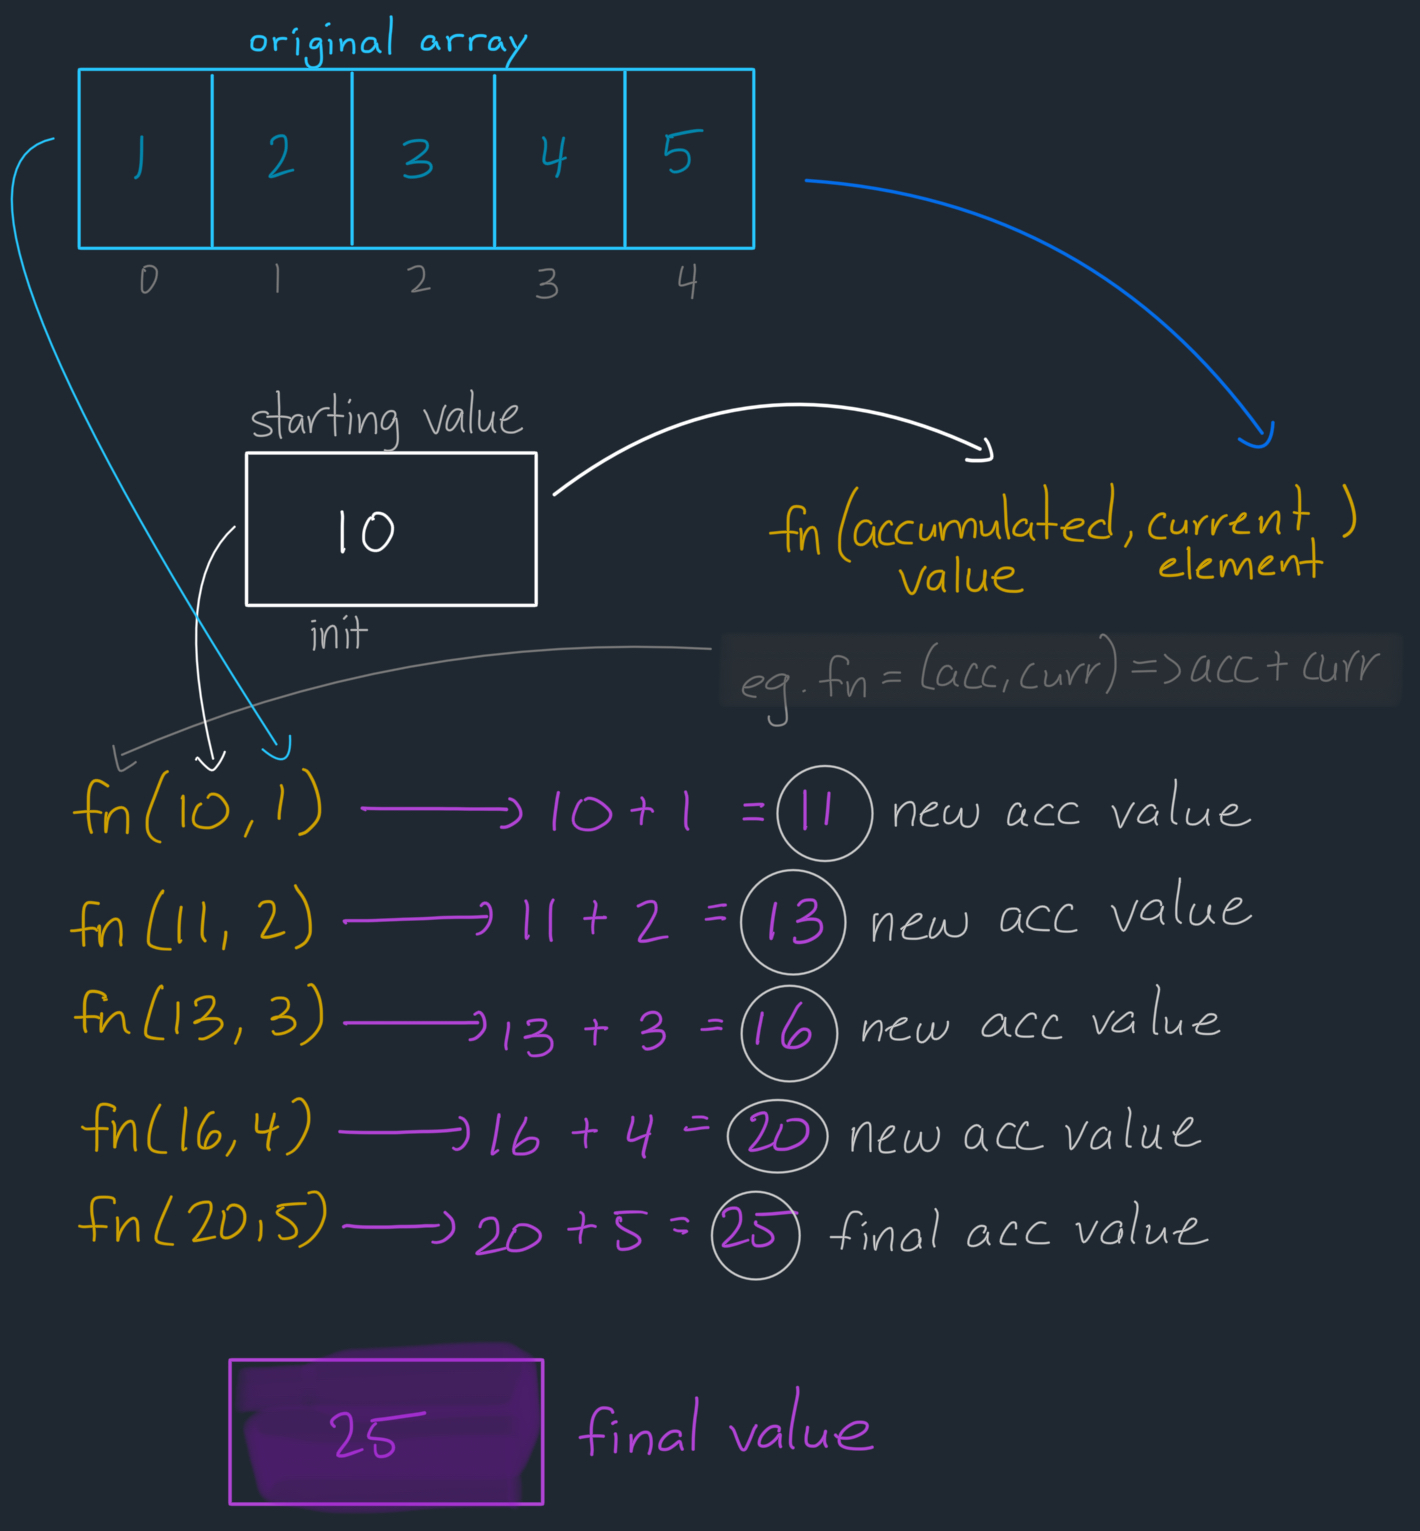 original array
1 2 3 4 5
0 1 2 3 4
starting value
10
init
fn(accumulated, current)
value element
eg. fn = (acc, curr) => acc + curr
fn(10, 1) → 10 + 1 = 11 new acc value
fn(11, 2) → 11 + 2 = 13 new acc value
fn(13, 3) → 13 + 3 = 16 new acc value
fn(16, 4) → 16 + 4 = 20 new acc value
fn(20, 5) → 20 + 5 = 25 final acc value
25 final value